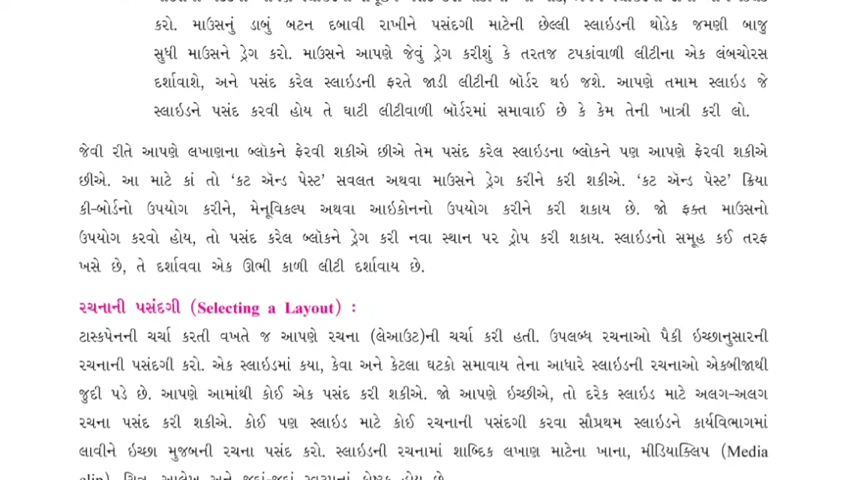 કરો. માઉસનું ડાબું બટન દબાવી રાખીને પસંદગી માટેની છેલ્લી સ્લાઇડની થોડેક જમણી બાજુ
સુધી માઉસને ડ્રેગ કરો. માઉસને આપણે જેવું ડ્રેગ કરીશું કે તરતજ ટપકાંવાળી લીટીના એક લંબચોરસ
દર્શાવાશે, અને પસંદ કરેલ સ્લાઇડની ફરતે જાડી લીટીની બૉર્ડર થઇ જશે. આપણે તમામ સ્લાઇડ જે
સ્લાઇડને પસંદ કરવી હોય તે ઘાટી લીટીવાળી બૉર્ડરમાં સમાવાઈ છે કે કેમ તેની ખાત્રી કરી લો.
જેવી રીતે આપણે લખાણના બ્લૉકને ફેરવી શકીએ છીએ તેમ પસંદ કરેલ સ્લાઇડના બ્લોકને પણ આપણે ફેરવી શકીએ
છીએ. આ માટે કાં તો ‘કટ ઍન્ડ પેસ્ટ’ સવલત અથવા માઉસને ડ્રેગ કરીને કરી શકીએ. ‘કટ ઍન્ડ પેસ્ટ’ ક્રિયા
કી-બોર્ડનો ઉપયોગ કરીને, મેનૂવિકલ્પ અથવા આઇકોનનો ઉપયોગ કરીને કરી શકાય છે. જો ફક્ત માઉસનો
ઉપયોગ કરવો હોય, તો પસંદ કરેલ બ્લૉકને ડ્રેગ કરી નવા સ્થાન પર ડ્રોપ કરી શકાય. સ્લાઇડનો સમૂહ કઈ તરફ
ખસે છે, તે દર્શાવવા એક ઊભી કાળી લીટી દર્શાવાય છે.
રચનાની પસંદગી (Selecting a Layout) :
ટાસ્કપેનની ચર્ચા કરતી વખતે જ આપણે રચના (લેઆઉટ)ની ચર્ચા કરી હતી. ઉપલબ્ધ રચનાઓ પૈકી ઇચ્છાનુસારની
રચનાની પસંદગી કરો. એક સ્લાઇડમાં કયા, કેવા અને કેટલા ઘટકો સમાવાય તેના આધારે સ્લાઇડની રચનાઓ એકબીજાથી
જુદી પડે છે. આપણે આમાંથી કોઈ એક પસંદ કરી શકીએ. જો આપણે ઇચ્છીએ, તો દરેક સ્લાઇડ માટે અલગ-અલગ
રચના પસંદ કરી શકીએ. કોઈ પણ સ્લાઇડ માટે કોઈ રચનાની પસંદગી કરવા સૌપ્રથમ સ્લાઇડને કાર્યવિભાગમાં
લાવીને ઇચ્છા મુજબની રચના પસંદ કરો. સ્લાઇડની રચનામાં શાબ્દિક લખાણ માટેના ખાના, મીડિયાક્લિપ (Media